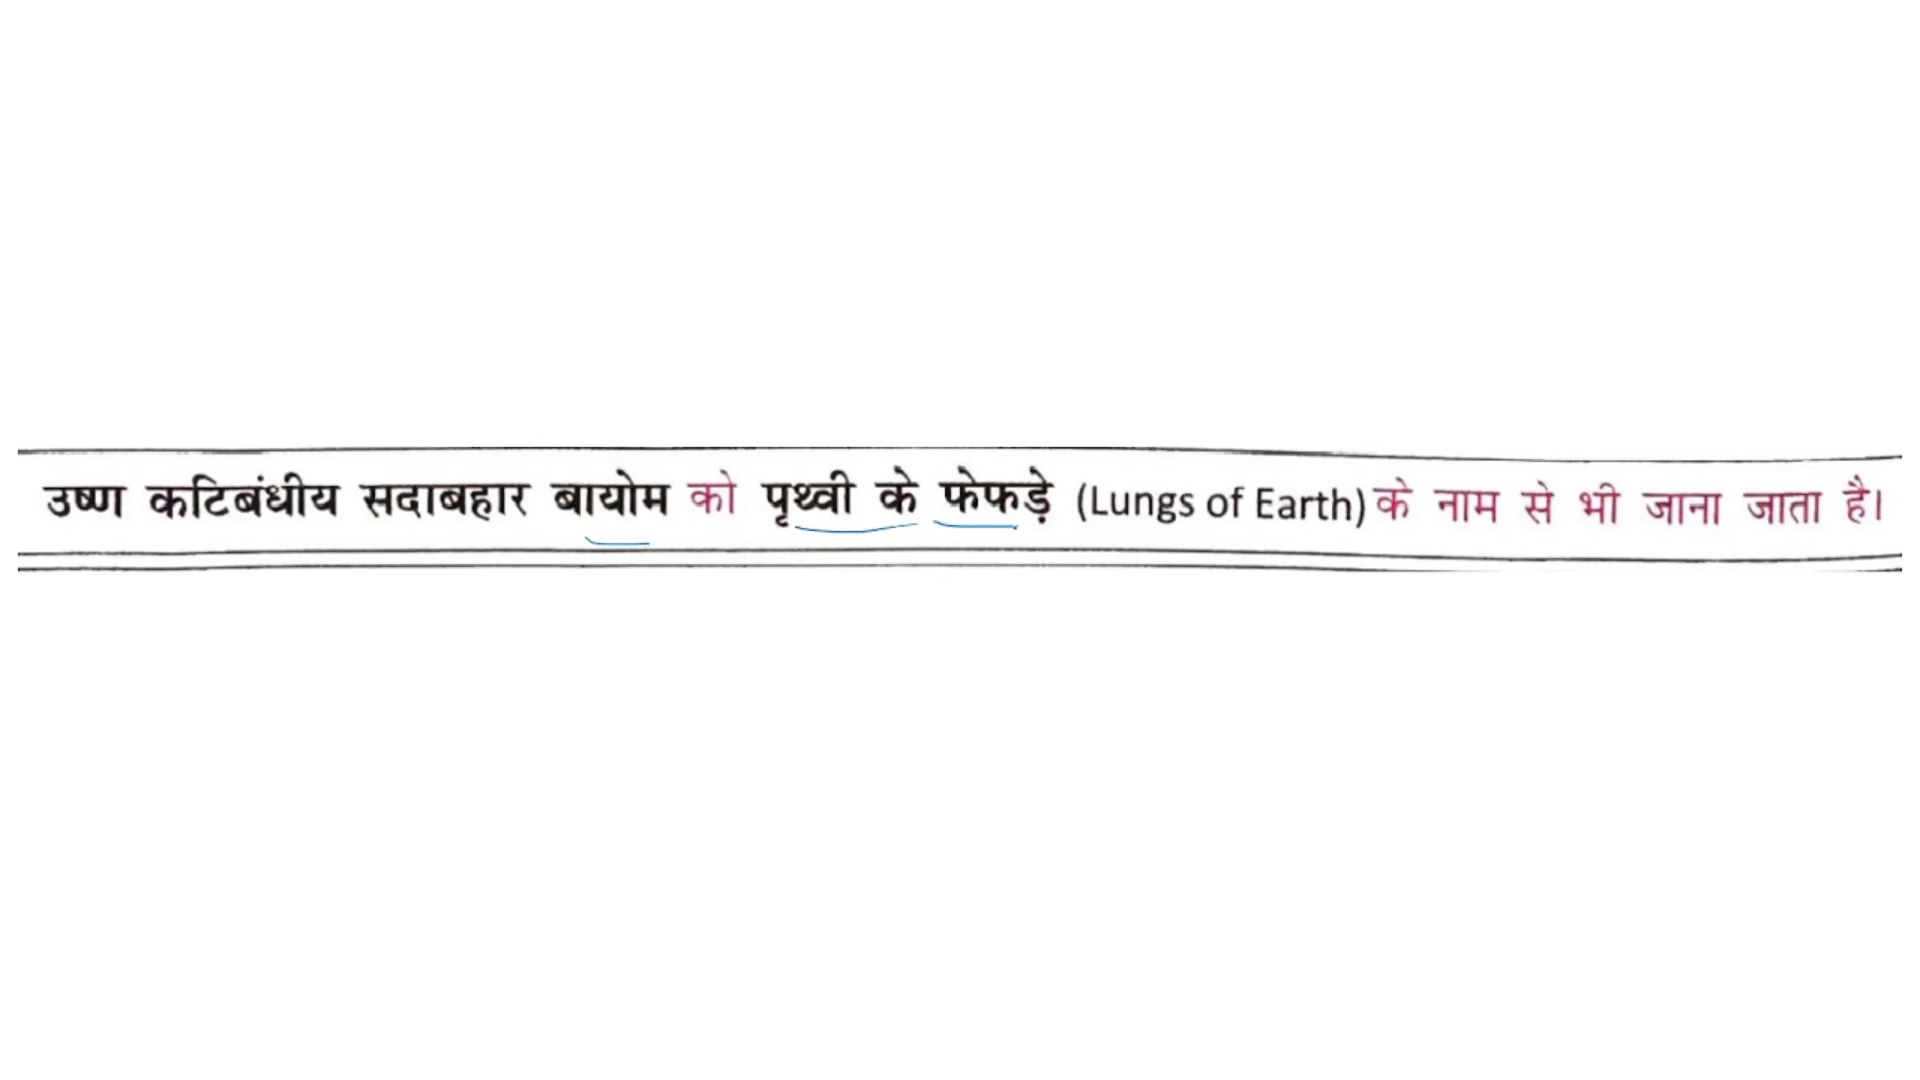 उष्ण कटिबंधीय सदाबहार बायोम को पृथ्वी के फेफड़े (Lungs of Earth) के नाम से भी जाना जाता है।